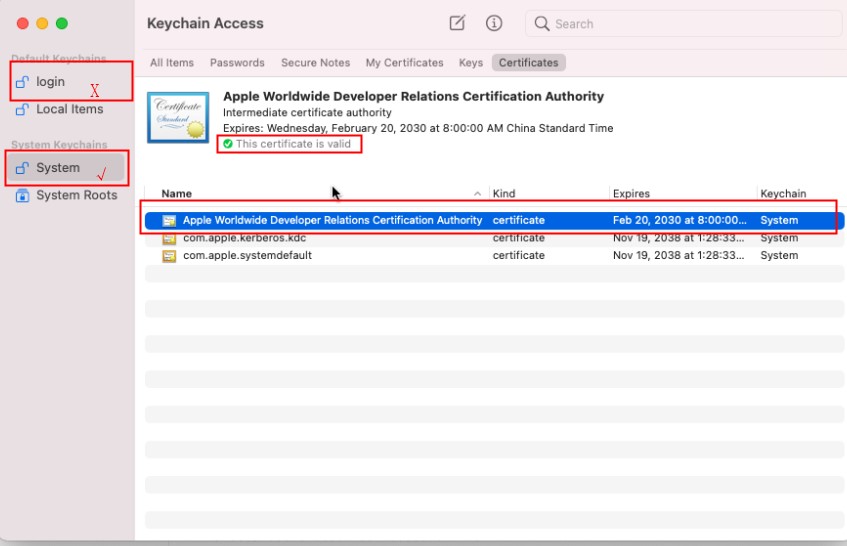 Keychain Access
Search
Default Keychains
login X
Local Items
System Keychains
System √
System Roots
All Items Passwords Secure Notes My Certificates Keys Certificates
Certificate
Standard
Apple Worldwide Developer Relations Certification Authority
Intermediate certificate authority
Expires: Wednesday, February 20, 2030 at 8:00:00 AM China Standard Time
This certificate is valid
Name Kind Expires Keychain
Apple Worldwide Developer Relations Certification Authority certificate Feb 20, 2030 at 8:00:00... System
com.apple.kerberos.kdc certificate Nov 19, 2038 at 1:28:33... System
com.apple.systemdefault certificate Nov 19, 2038 at 1:28:33... System